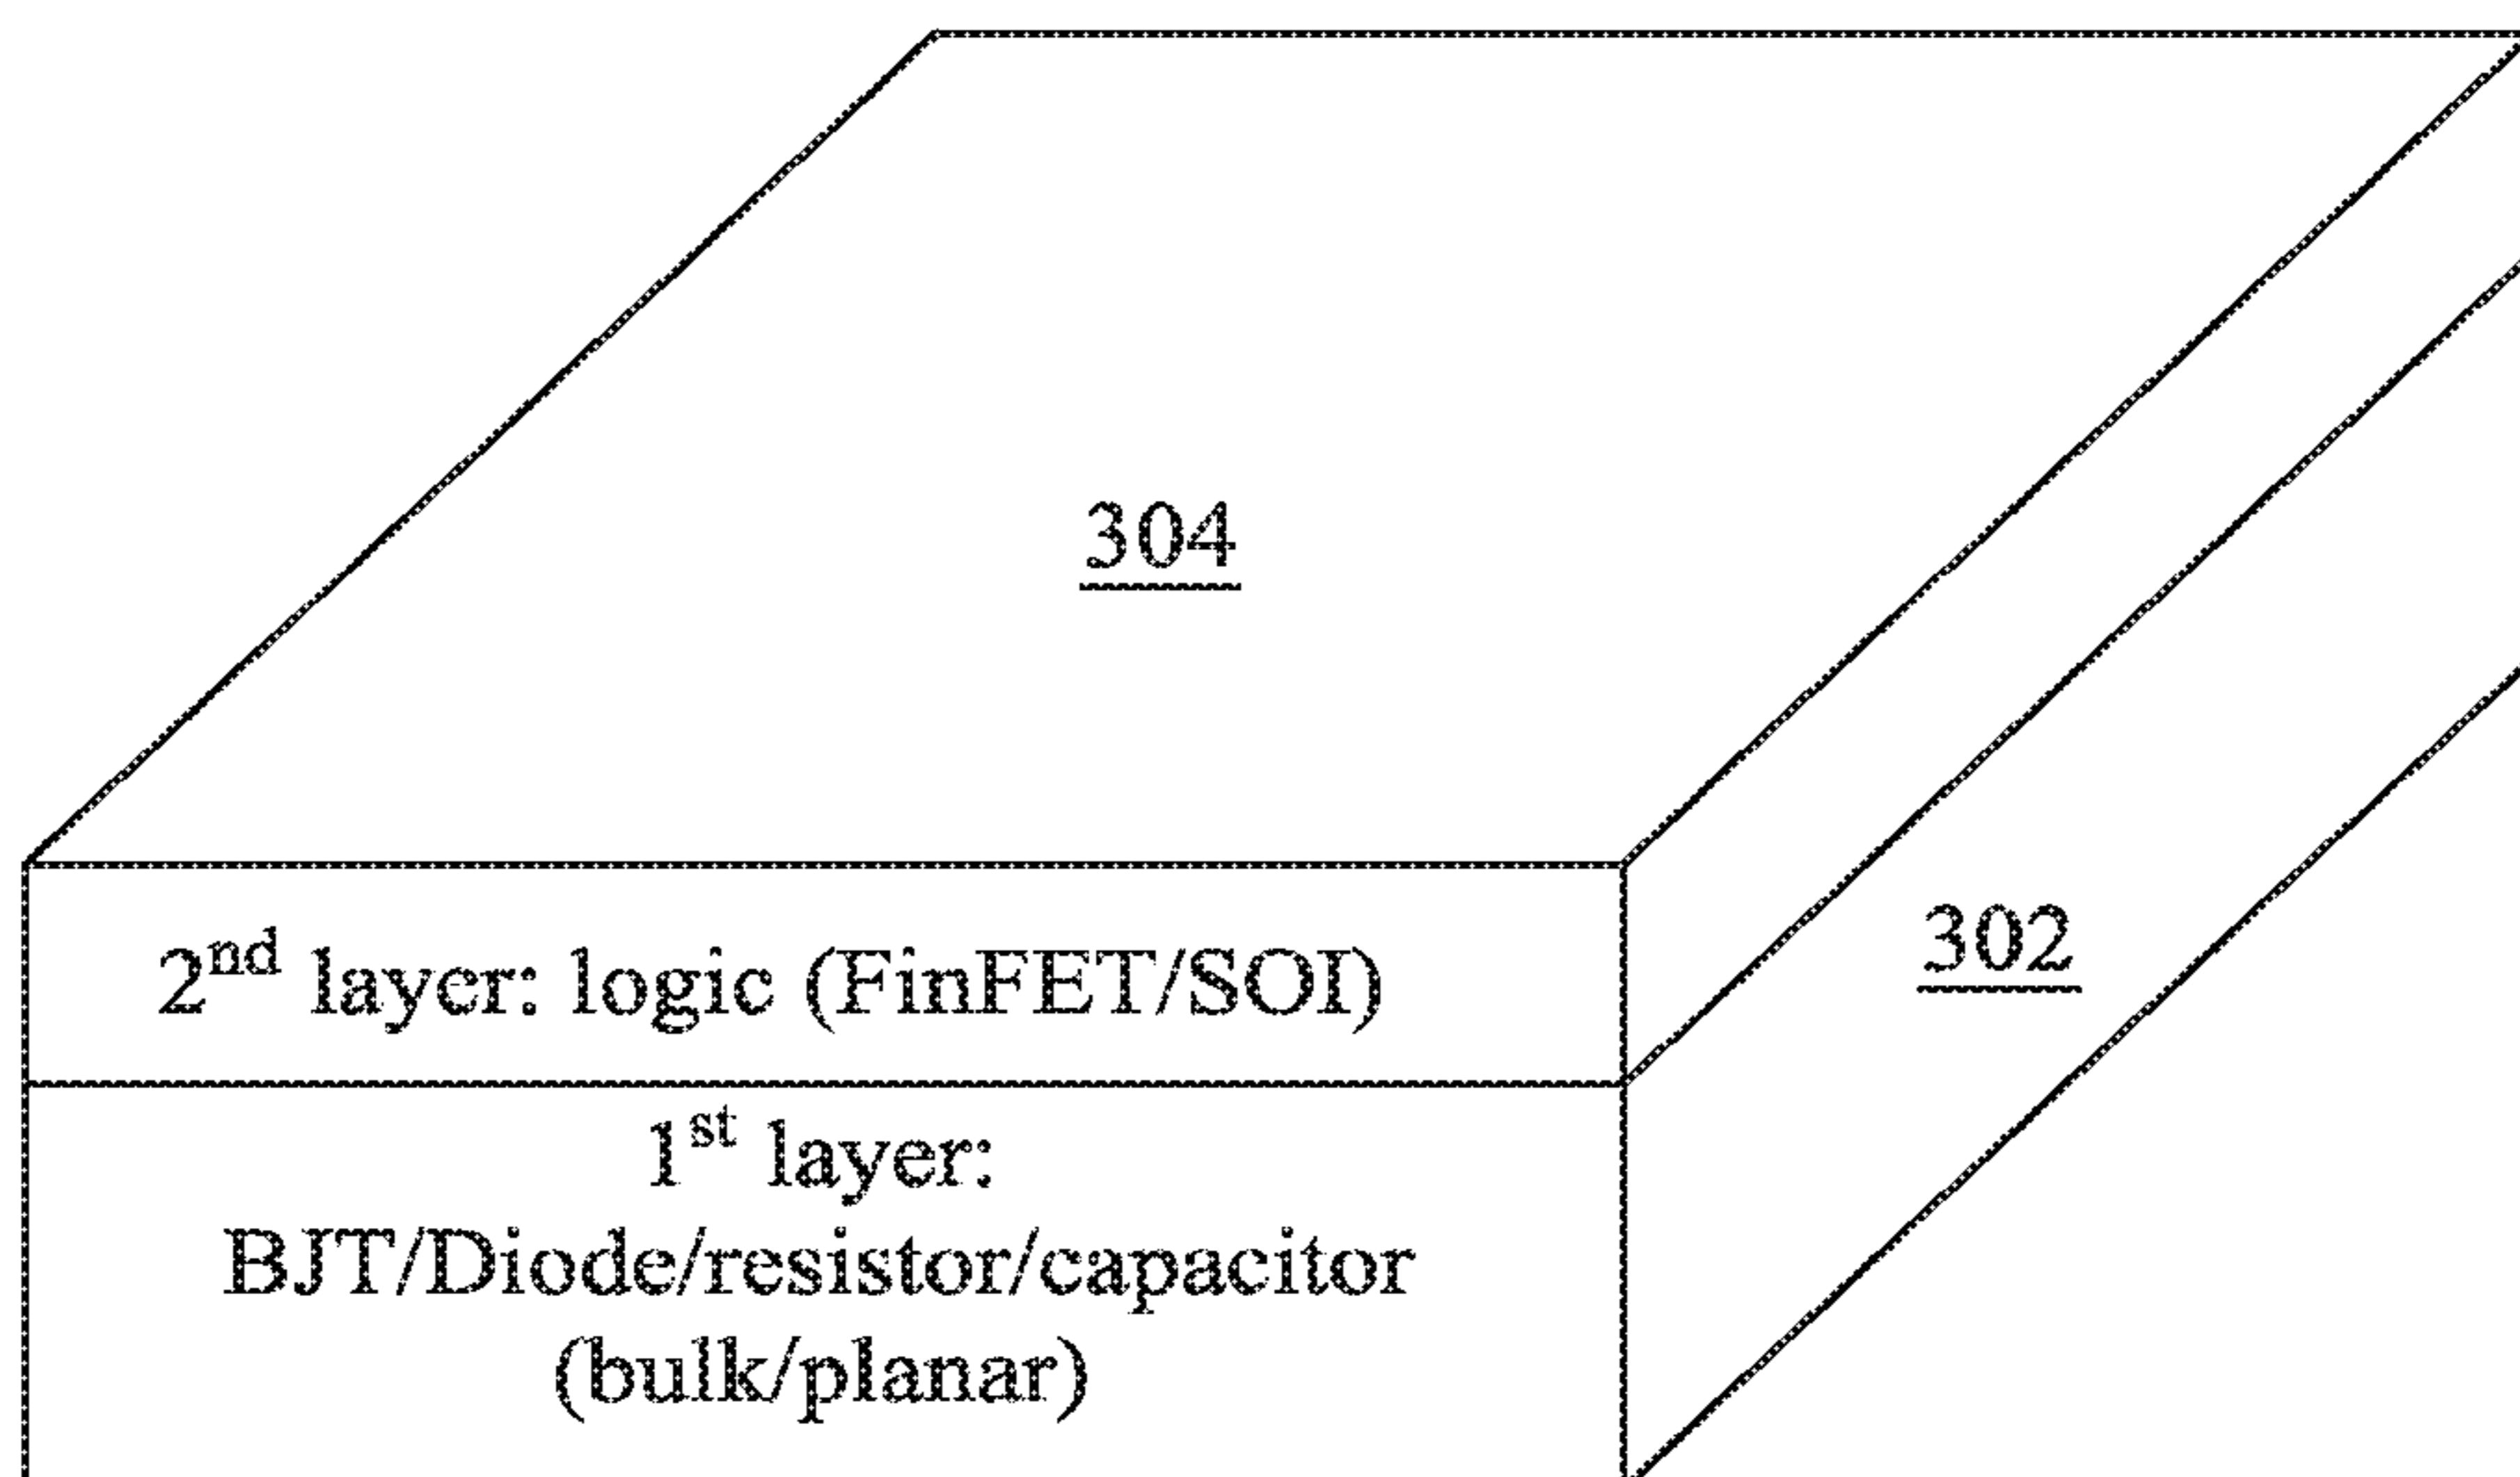 304
2nd layer: logic (FinFET/SOI)
302
1st layer:
BJT/Diode/resistor/capacitor
(bulk/planar)